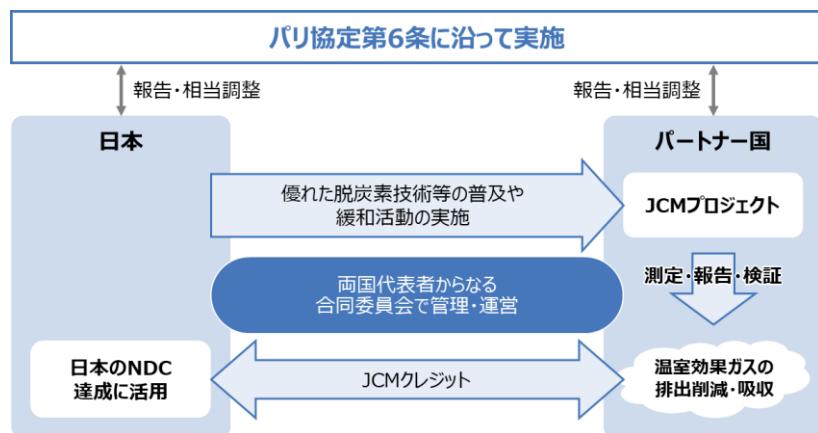 パリ協定第6条に沿って実施
報告・相当調整
報告・相当調整
日本
パートナー国
優れた脱炭素技術等の普及や
緩和活動の実施
JCMプロジェクト
測定・報告・検証
両国代表者からなる
合同委員会で管理・運営
日本のNDC
達成に活用
JCMクレジット
温室効果ガスの
排出削減・吸収